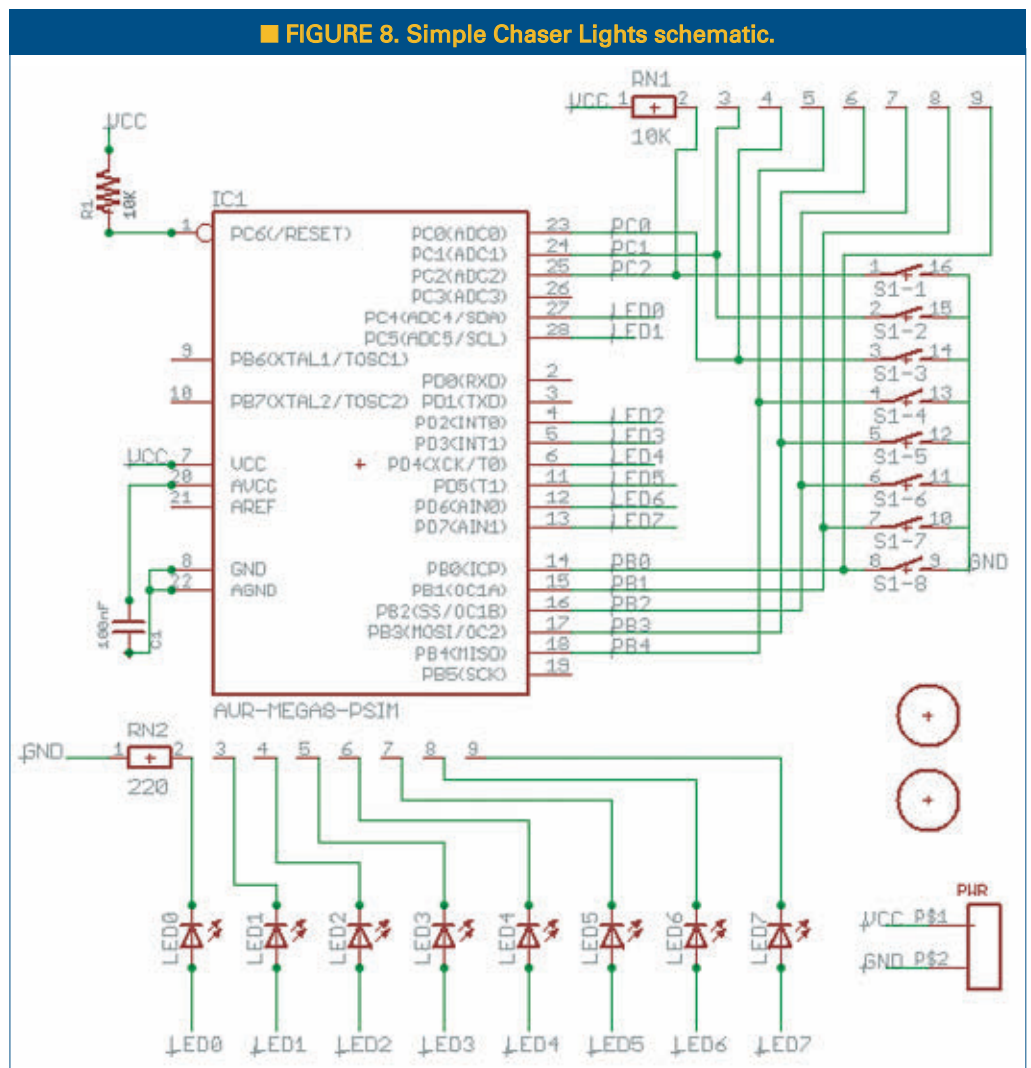 ■ FIGURE 8. Simple Chaser Lights schematic.
RN1
VCC 1 2 3 4 5 6 7 8 9
10K
VCC
R1
10K
IC1
1 PC6(/RESET)
PC0(ADC0) 23 PC0
PC1(ADC1) 24 PC1
PC2(ADC2) 25 PC2
PC3(ADC3) 26
PC4(ADC4/SDA) 27 LED0
PC5(ADC5/SCL) 28 LED1
9 PB6(XTAL1/TOSC1)
PD0(RXD) 2
10 PB7(XTAL2/TOSC2)
PD1(TXD) 3
PD2(INT0) 4 LED2
PD3(INT1) 5 LED3
VCC 7 VCC
PD4(XCK/T0) 6 LED4
20 AVCC
PD5(T1) 11 LED5
21 AREF
PD6(AIN0) 12 LED6
PD7(AIN1) 13 LED7
8 GND
PB0(ICP) 14 PB0
22 AGND
PB1(OC1A) 15 PB1
PB2(SS/OC1B) 16 PB2
PB3(MOSI/OC2) 17 PB3
PB4(MISO) 18 PB4
PB5(SCK) 19
100nF
C1
AVR-MEGA8-PSIM
1 16
S1-1
2 15
S1-2
3 14
S1-3
4 13
S1-4
5 12
S1-5
6 11
S1-6
7 10
S1-7
8 9 GND
S1-8
RN2
GND 1 2 3 4 5 6 7 8 9
220
LED0 LED1 LED2 LED3 LED4 LED5 LED6 LED7
LED0 LED1 LED2 LED3 LED4 LED5 LED6 LED7
PWR
VCC P$1
GND P$2